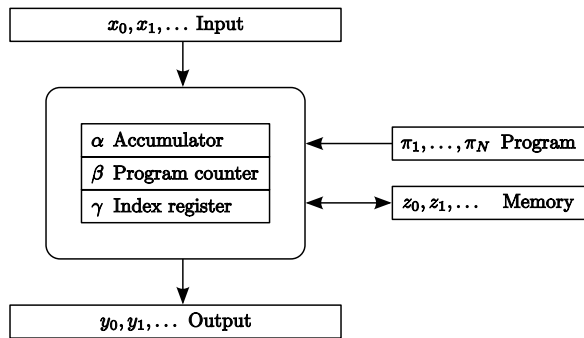 x₀, x₁, … Input
α Accumulator
β Program counter
γ Index register
π₁, …, π_N Program
z₀, z₁, … Memory
y₀, y₁, … Output